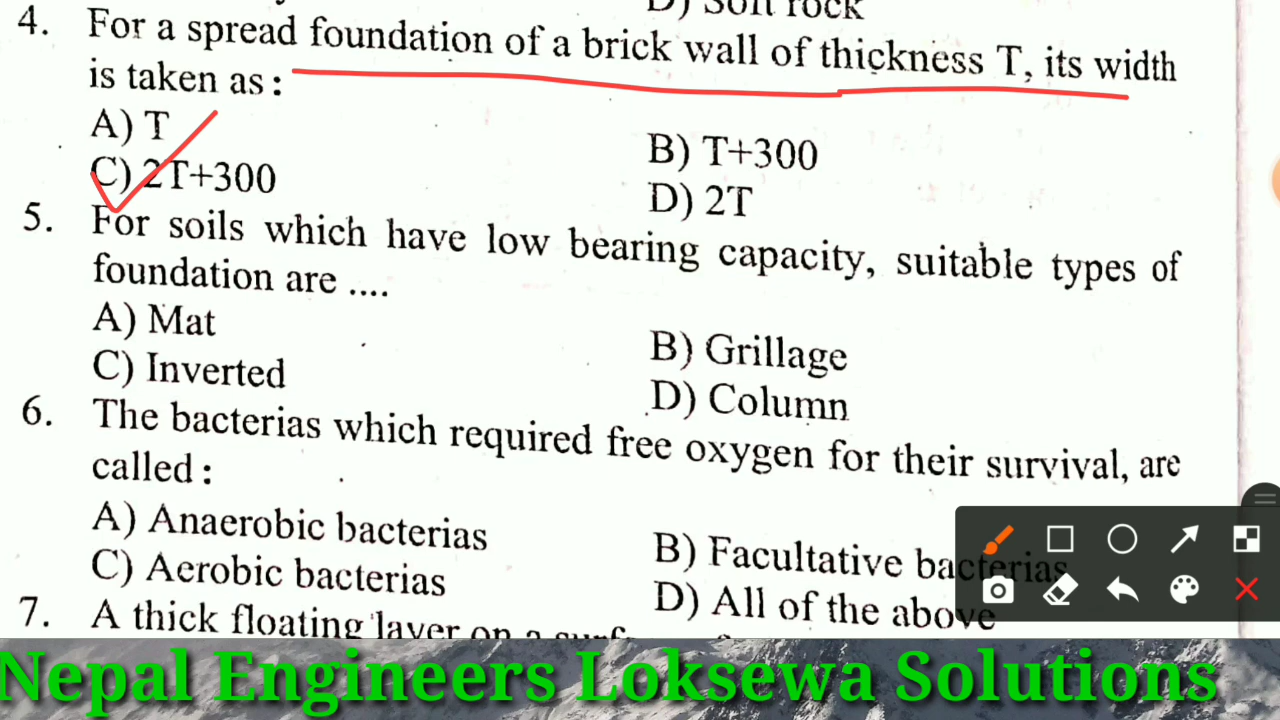 D) Soft rock
4. For a spread foundation of a brick wall of thickness T, its width
is taken as :
A) T
B) T+300
C) 2T+300
D) 2T
5. For soils which have low bearing capacity, suitable types of
foundation are ....
A) Mat
B) Grillage
C) Inverted
D) Column
6. The bacterias which required free oxygen for their survival, are
called :
A) Anaerobic bacterias
B) Facultative bacterias
C) Aerobic bacterias
D) All of the above
7. A thick floating layer on a
Nepal Engineers Loksewa Solutions